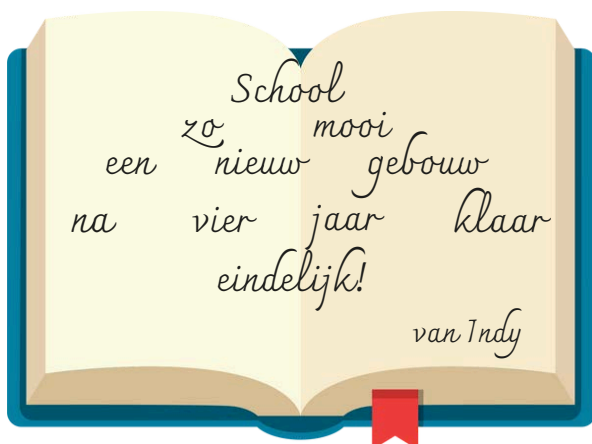 School
zo mooi
een nieuw gebouw
na vier jaar klaar
eindelijk!
van Indy